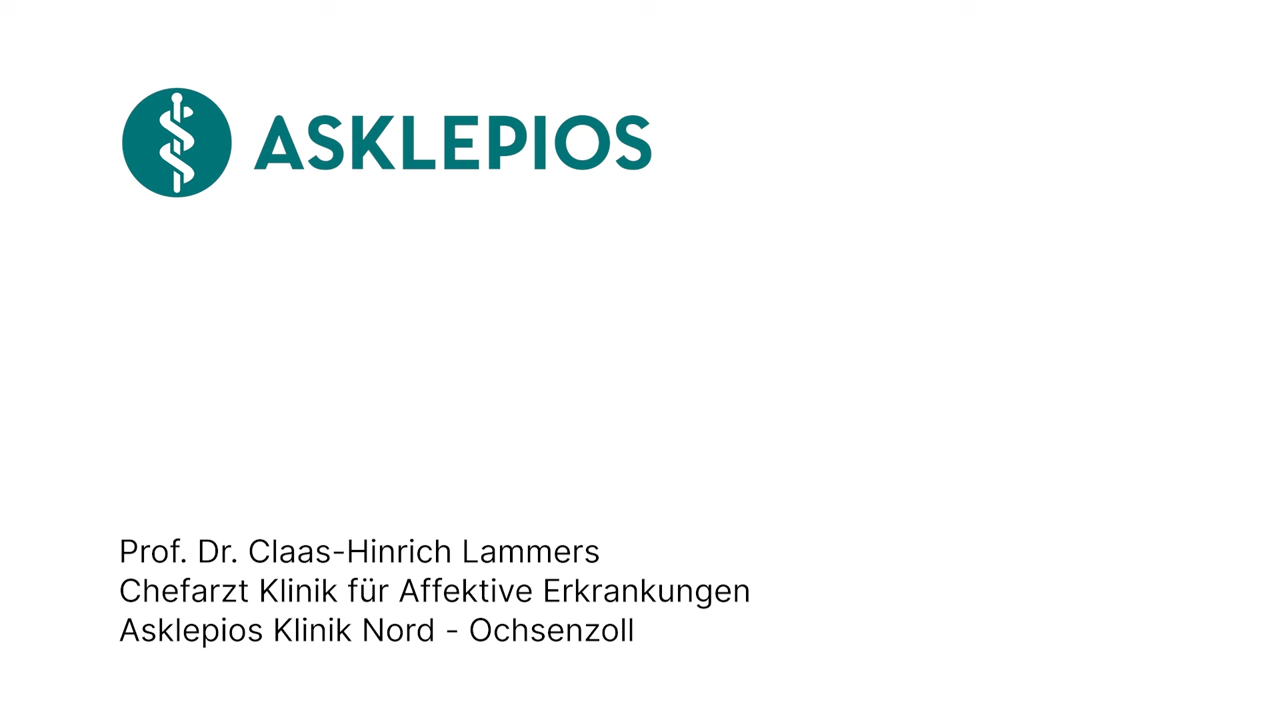 ASKLEPIOS
Prof. Dr. Claas-Hinrich Lammers
Chefarzt Klinik für Affektive Erkrankungen
Asklepios Klinik Nord - Ochsenzoll